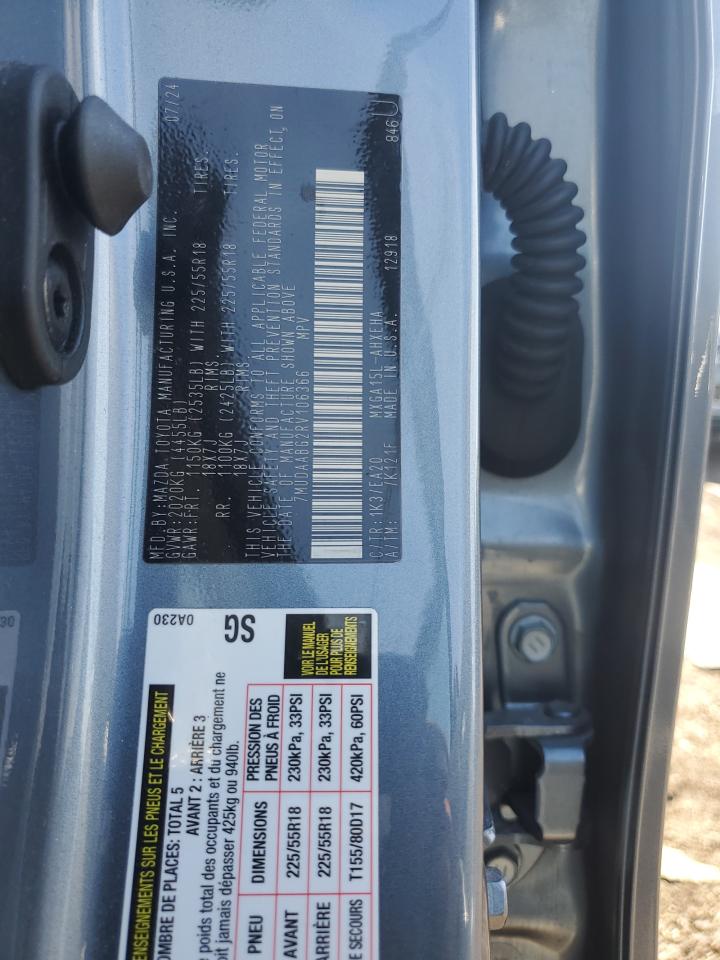 MFD.BY:MAZDA TOYOTA MANUFACTURING U.S.A. INC. 07/24
GVWR:2020KG (4455LB)
GAWR:FRT. 1150KG (2535LB) WITH 225/55R18 TIRES.
18X7J RIMS.
RR. 1100KG (2425LB) WITH 225/55R18 TIRES.
18X7J RIMS.
THIS VEHICLE CONFORMS TO ALL APPLICABLE FEDERAL MOTOR
VEHICLE SAFETY AND THEFT PREVENTION STANDARDS IN EFFECT ON
THE DATE OF MANUFACTURE SHOWN ABOVE.
7MUDAABG2RV106366 MPV
C/TR:1K3/EA20 MXGA15L-AHXEHA 846 U
A/TM: /K121F MADE IN U.S.A. 12918
RENSEIGNEMENTS SUR LES PNEUS ET LE CHARGEMENT
SG 0A230
NOMBRE DE PLACES: TOTAL 5 AVANT 2 : ARRIÈRE 3
poids total des occupants et du chargement ne
doit jamais dépasser 425kg ou 940lb.
PNEU DIMENSIONS PRESSION DES PNEUS À FROID
AVANT 225/55R18 230kPa, 33PSI
ARRIÈRE 225/55R18 230kPa, 33PSI
DE SECOURS T155/80D17 420kPa, 60PSI
VOIR LE MANUEL
DE L'USAGER
POUR PLUS DE
RENSEIGNEMENTS